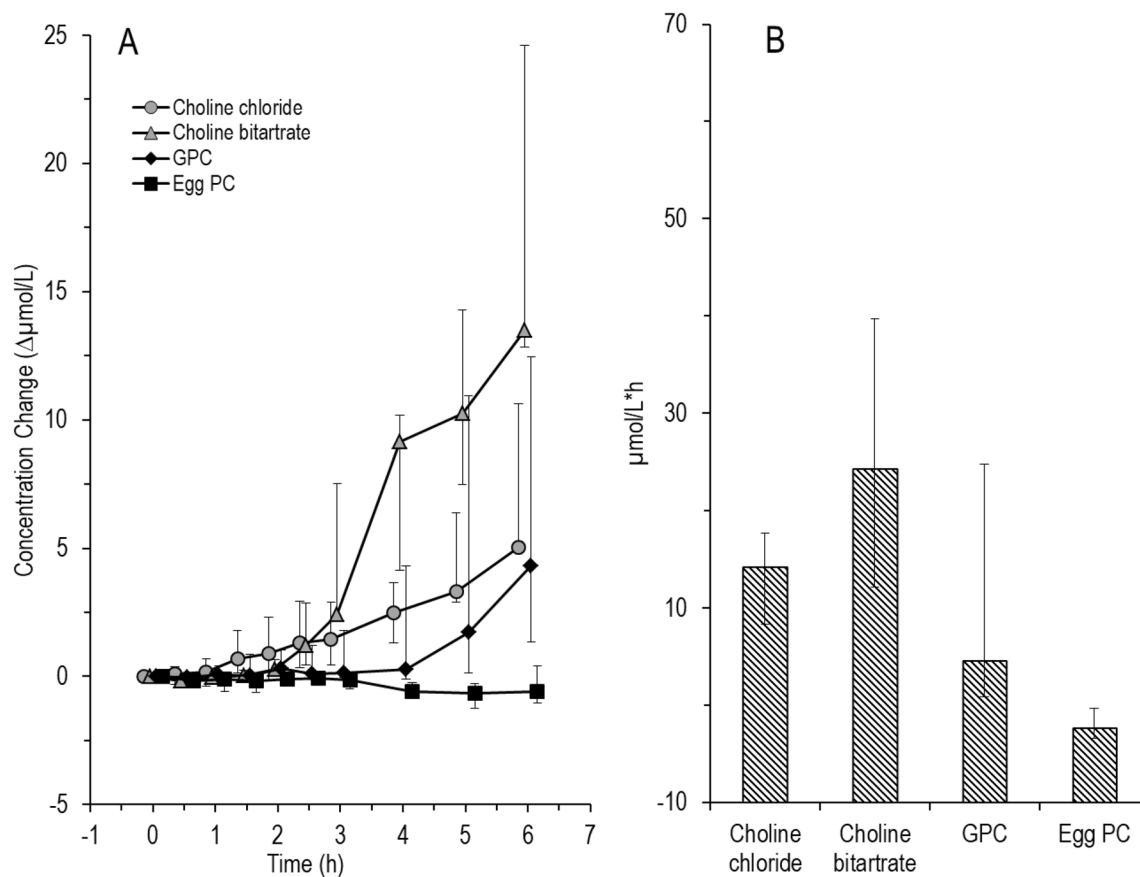 A
25
20
15
10
5
0
-5
Concentration Change (Δµmol/L)
Choline chloride
Choline bitartrate
GPC
Egg PC
-1 0 1 2 3 4 5 6 7
Time (h)
B
70
50
30
10
-10
µmol/L*h
Choline
chloride
Choline
bitartrate
GPC
Egg PC